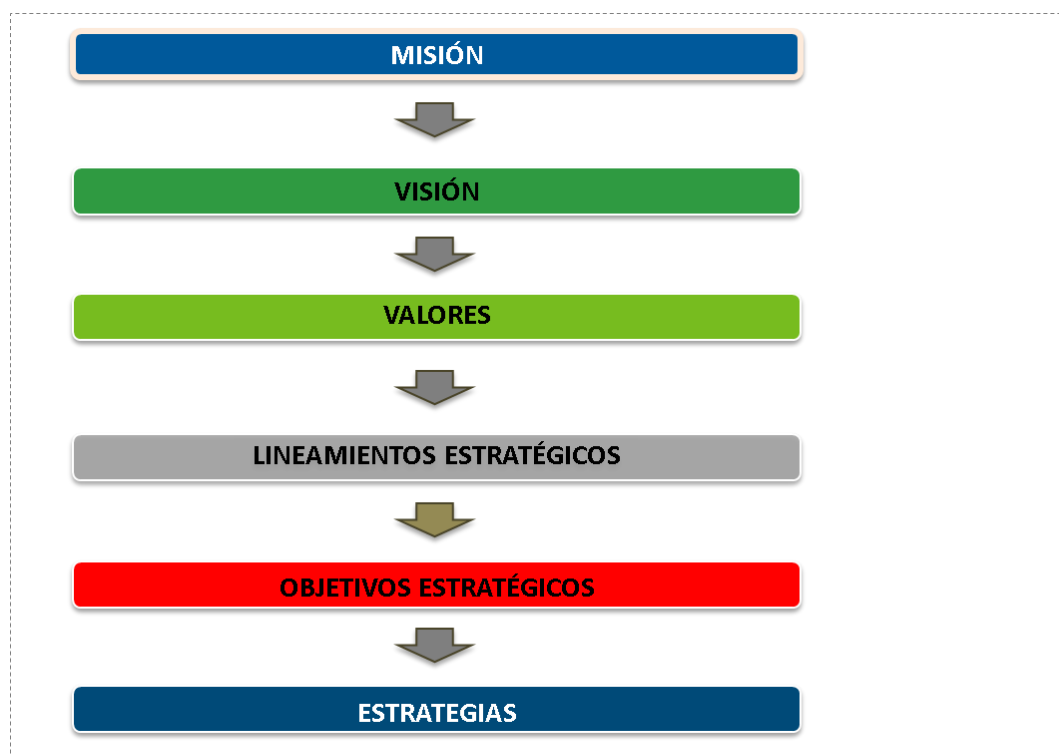 MISIÓN
VISIÓN
VALORES
LINEAMIENTOS ESTRATÉGICOS
OBJETIVOS ESTRATÉGICOS
ESTRATEGIAS